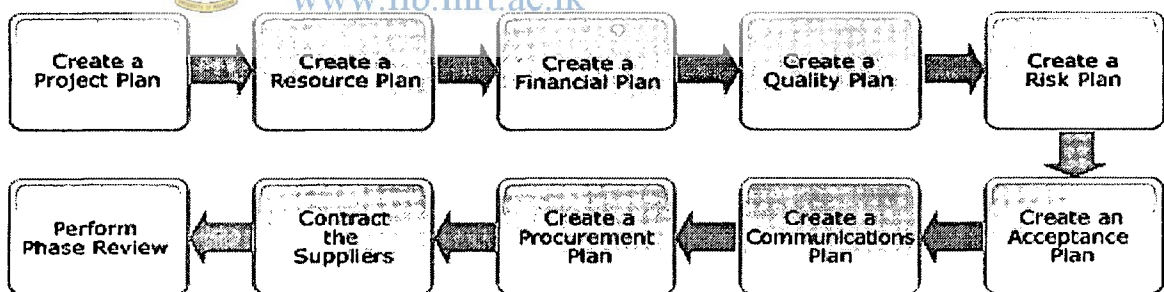 www.lib.mrt.ac.lk
Create a
Project Plan
Create a
Resource Plan
Create a
Financial Plan
Create a
Quality Plan
Create a
Risk Plan
Create an
Acceptance
Plan
Create a
Communications
Plan
Create a
Procurement
Plan
Contract
the
Suppliers
Perform
Phase Review